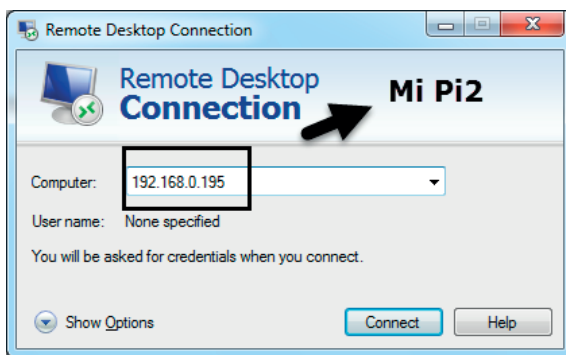 Remote Desktop Connection
Remote Desktop
Connection
Mi Pi2
Computer: 192.168.0.195
User name: None specified
You will be asked for credentials when you connect.
Show Options
Connect Help